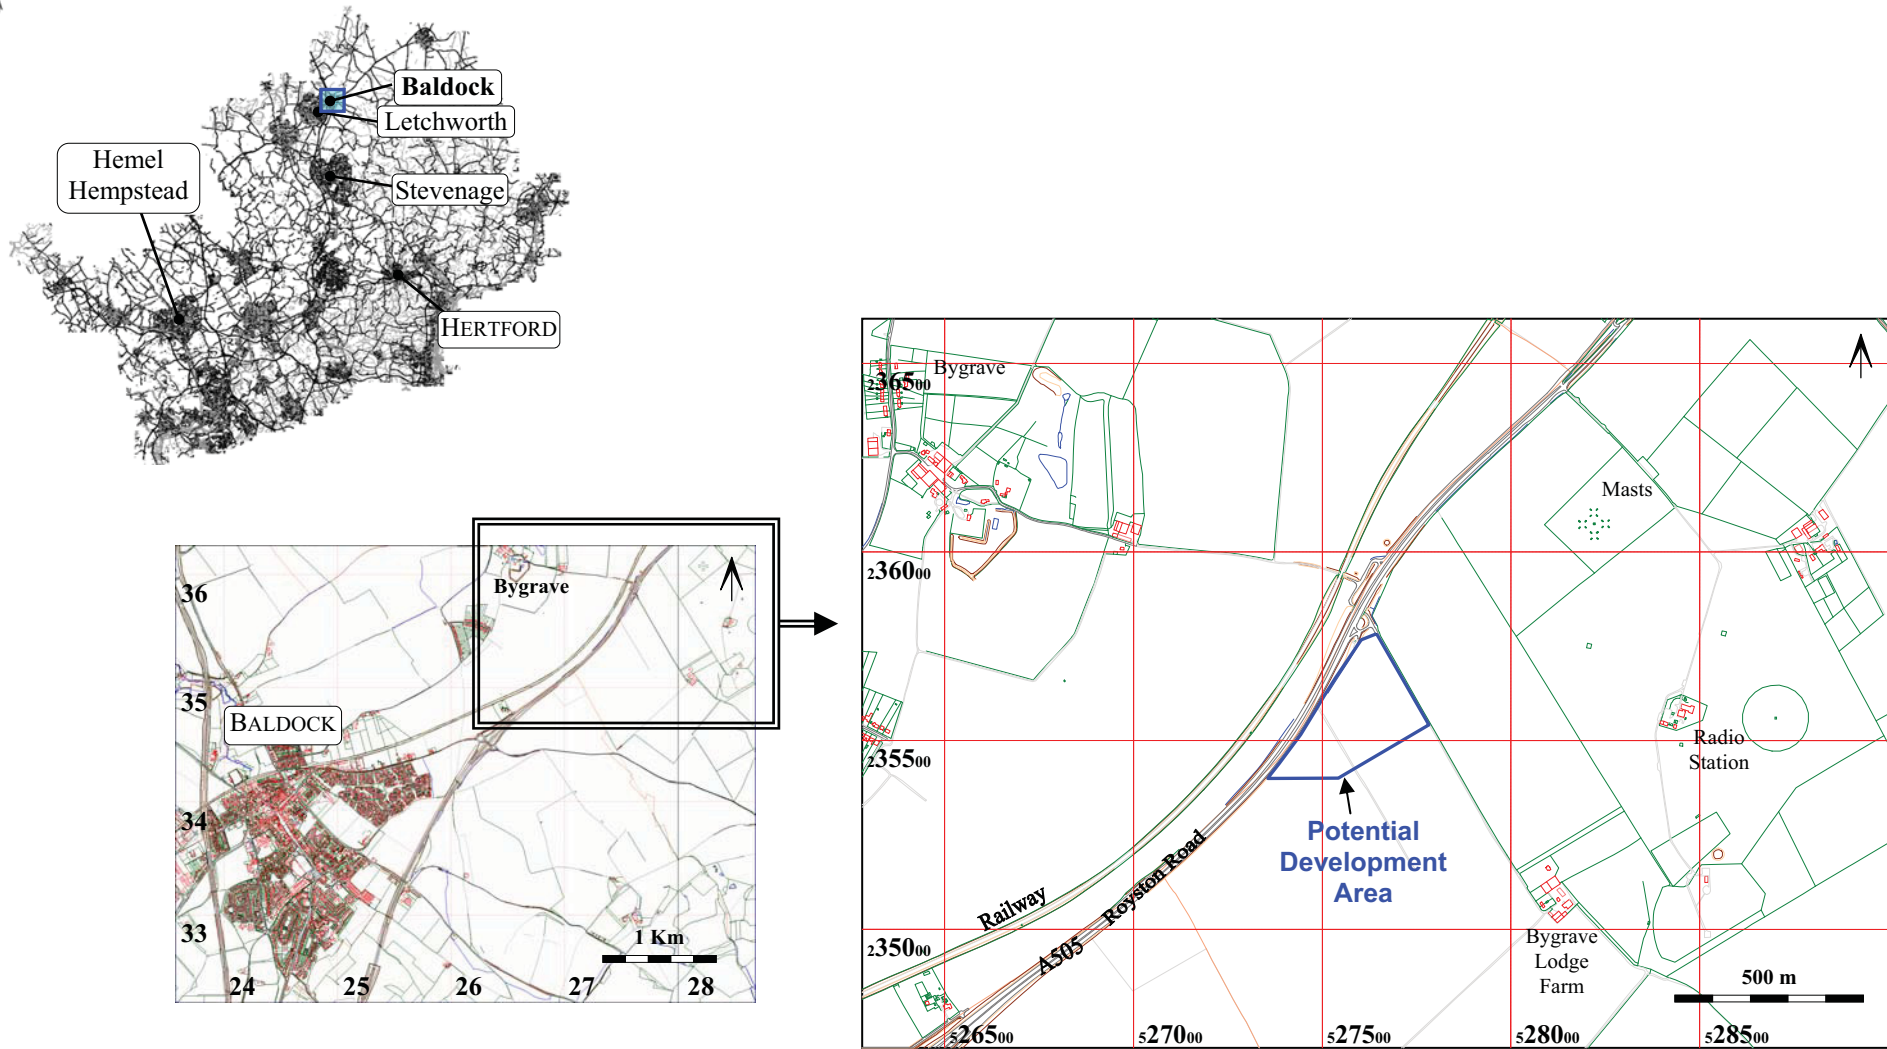 Baldock
Letchworth
Hemel
Hempstead
Stevenage
HERTFORD
36
35
34
33
24
25
26
27
28
Bygrave
BALDOCK
1 Km
Bygrave
236500
236000
235500
235000
526500
527000
527500
528000
528500
Masts
Radio
Station
Potential
Development
Area
Railway
Royston Road
A505
Bygrave
Lodge
Farm
500 m